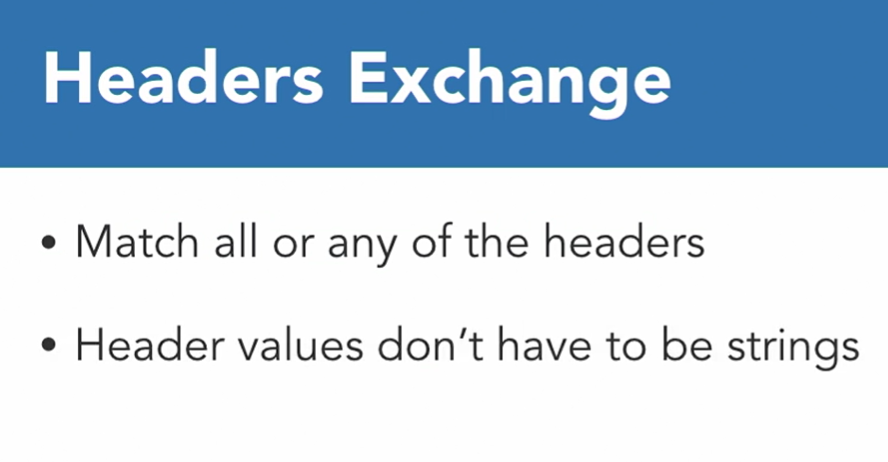 Headers Exchange
• Match all or any of the headers
• Header values don’t have to be strings